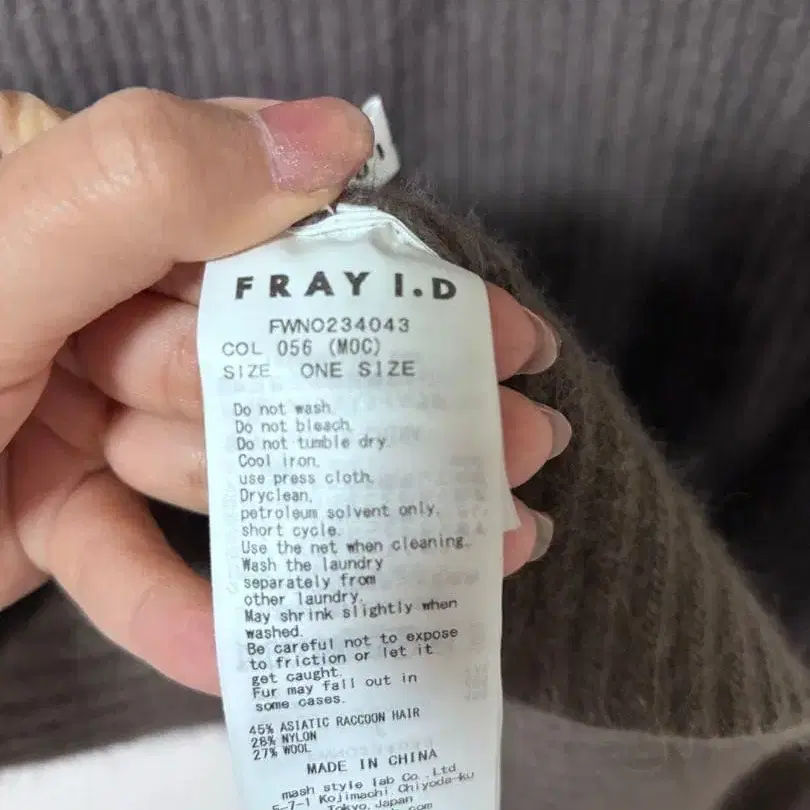 FRAY I.D
FWNO234043
COL 056 (MOC)
SIZE ONE SIZE
Do not wash.
Do not bleach.
Do not tumble dry.
Cool iron,
use press cloth.
Dryclean,
petroleum solvent only.
short cycle.
Use the net when cleaning.
Wash the laundry
separately from
other laundry.
May shrink slightly when
washed.
Be careful not to expose
to friction or let it
get caught.
Fur may fall out in
some cases.
45% ASIATIC RACCOON HAIR
28% NYLON
27% WOOL
MADE IN CHINA
mash style lab Co.,Ltd
5-7-1 Kojimachi Chiyoda-ku
Tokyo, Japan
.com